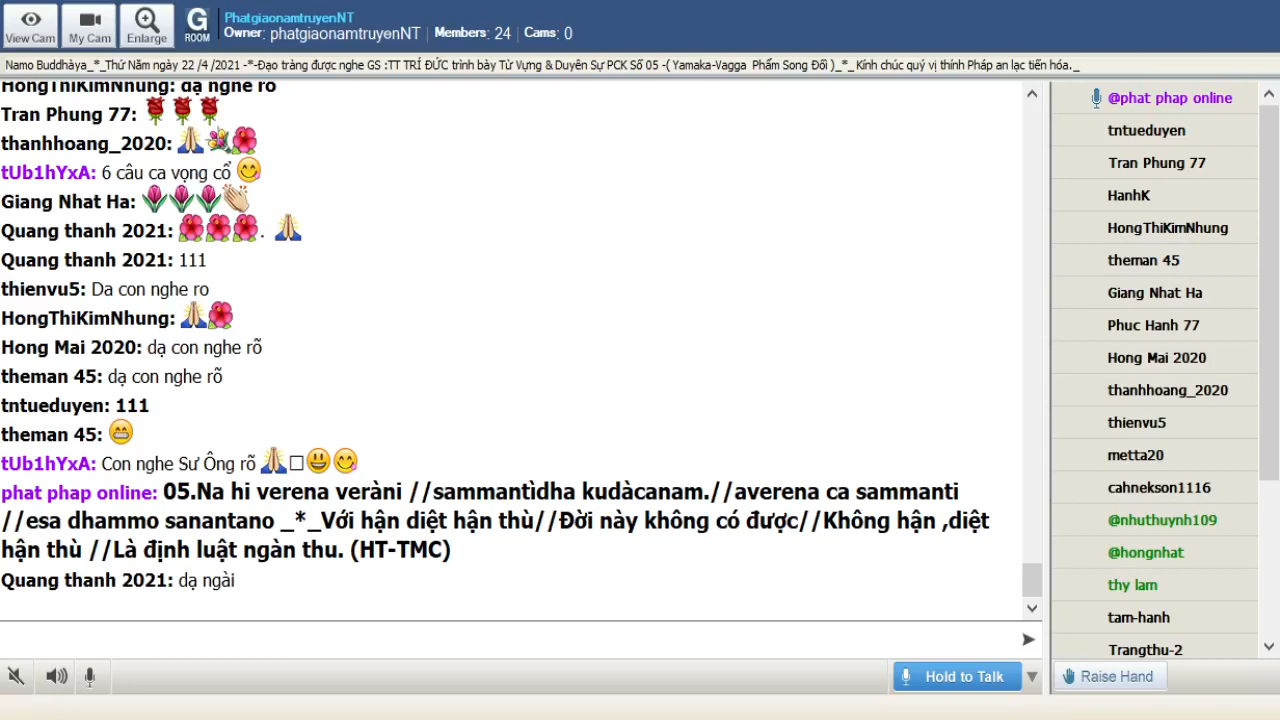 View Cam
My Cam
Enlarge
G
ROOM
PhatgiaonamtruyenNT
Owner: phatgiaonamtruyenNT | Members: 24 | Cams: 0
Namo Buddhàya_*_Thứ Năm ngày 22 /4 /2021 -*-Đạo tràng được nghe GS :TT TRÍ ĐỨC trình bày Từ Vựng & Duyên Sự PCK Số 05 -( Yamaka-Vagga Phẩm Song Đối )_*_ Kính chúc quý vị thính Pháp an lạc tiến hóa._
HongThiKimNhung: dạ nghe rõ
Tran Phung 77:
thanhhoang_2020:
tUb1hYxA: 6 câu ca vọng cổ
Giang Nhat Ha:
Quang thanh 2021: .
Quang thanh 2021: 111
thienvu5: Da con nghe ro
HongThiKimNhung:
Hong Mai 2020: dạ con nghe rõ
theman 45: dạ con nghe rõ
tntueduyen: 111
theman 45:
tUb1hYxA: Con nghe Sư Ông rõ
phat phap online: 05.Na hi verena veràni //sammantìdha kudàcanam.//averena ca sammanti
//esa dhammo sanantano _*_Với hận diệt hận thù//Đời này không có được//Không hận ,diệt
hận thù //Là định luật ngàn thu. (HT-TMC)
Quang thanh 2021: dạ ngài
@phat phap online
tntueduyen
Tran Phung 77
HanhK
HongThiKimNhung
theman 45
Giang Nhat Ha
Phuc Hanh 77
Hong Mai 2020
thanhhoang_2020
thienvu5
metta20
cahnekson1116
@nhuthuynh109
@hongnhat
thy lam
tam-hanh
Trangthu-2
Hold to Talk
Raise Hand